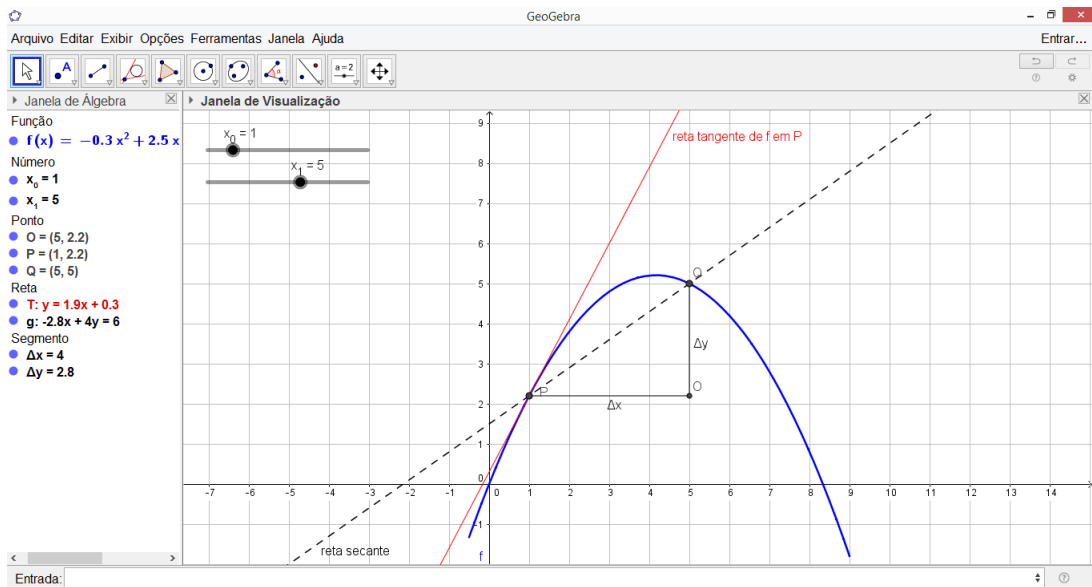 GeoGebra
Arquivo Editar Exibir Opções Ferramentas Janela Ajuda
Entrar...
A
a=2
Janela de Álgebra
Janela de Visualização
Função
f(x) = −0.3 x² + 2.5 x
Número
x₀ = 1
x₁ = 5
Ponto
O = (5, 2.2)
P = (1, 2.2)
Q = (5, 5)
Reta
T: y = 1.9x + 0.3
g: -2.8x + 4y = 6
Segmento
Δx = 4
Δy = 2.8
x₀ = 1
x₁ = 5
reta tangente de f em P
9
8
7
6
5
4
3
2
1
0
-1
Q
Δy
O
P
Δx
-7 -6 -5 -4 -3 -2 -1 0 1 2 3 4 5 6 7 8 9 10 11 12 13 14
reta secante
f
Entrada: